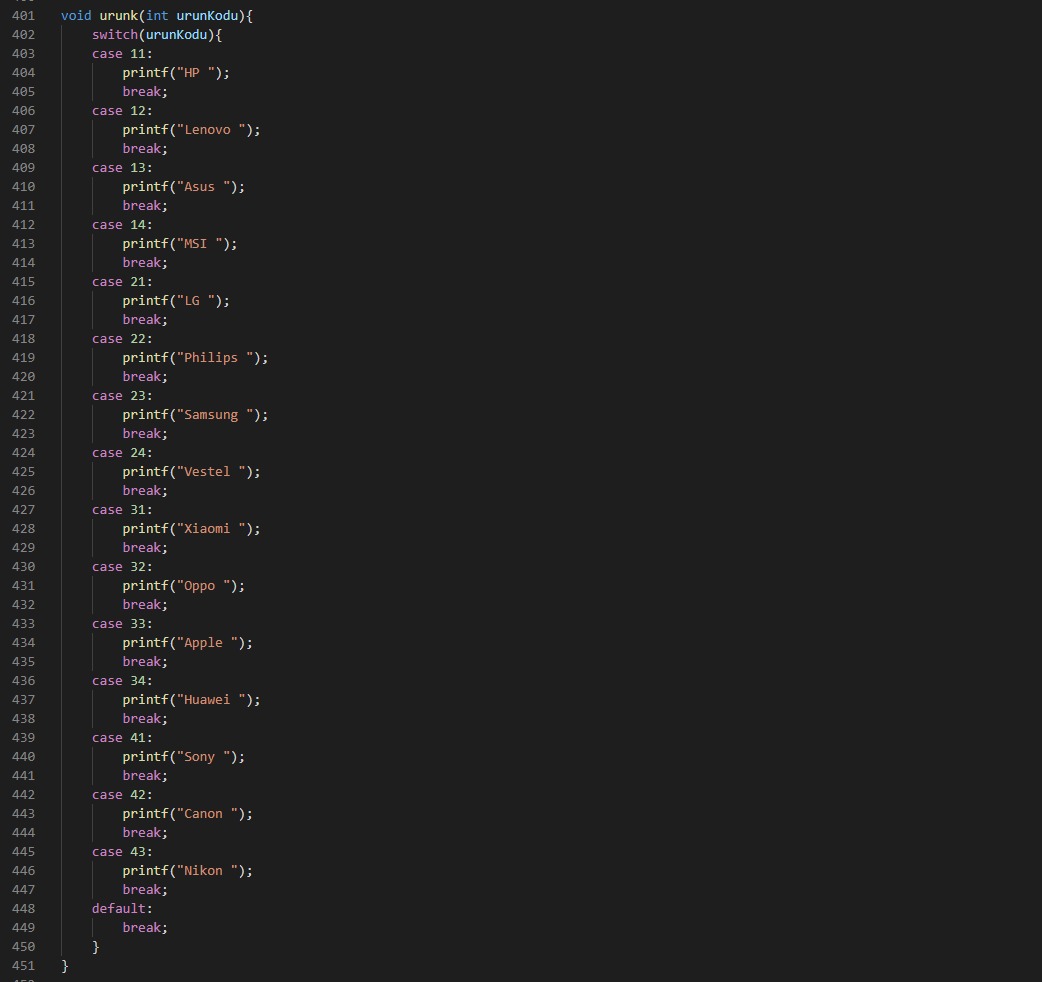 401 void urunk(int urunKodu){
402 switch(urunKodu){
403 case 11:
404 printf("HP ");
405 break;
406 case 12:
407 printf("Lenovo ");
408 break;
409 case 13:
410 printf("Asus ");
411 break;
412 case 14:
413 printf("MSI ");
414 break;
415 case 21:
416 printf("LG ");
417 break;
418 case 22:
419 printf("Philips ");
420 break;
421 case 23:
422 printf("Samsung ");
423 break;
424 case 24:
425 printf("Vestel ");
426 break;
427 case 31:
428 printf("Xiaomi ");
429 break;
430 case 32:
431 printf("Oppo ");
432 break;
433 case 33:
434 printf("Apple ");
435 break;
436 case 34:
437 printf("Huawei ");
438 break;
439 case 41:
440 printf("Sony ");
441 break;
442 case 42:
443 printf("Canon ");
444 break;
445 case 43:
446 printf("Nikon ");
447 break;
448 default:
449 break;
450 }
451 }